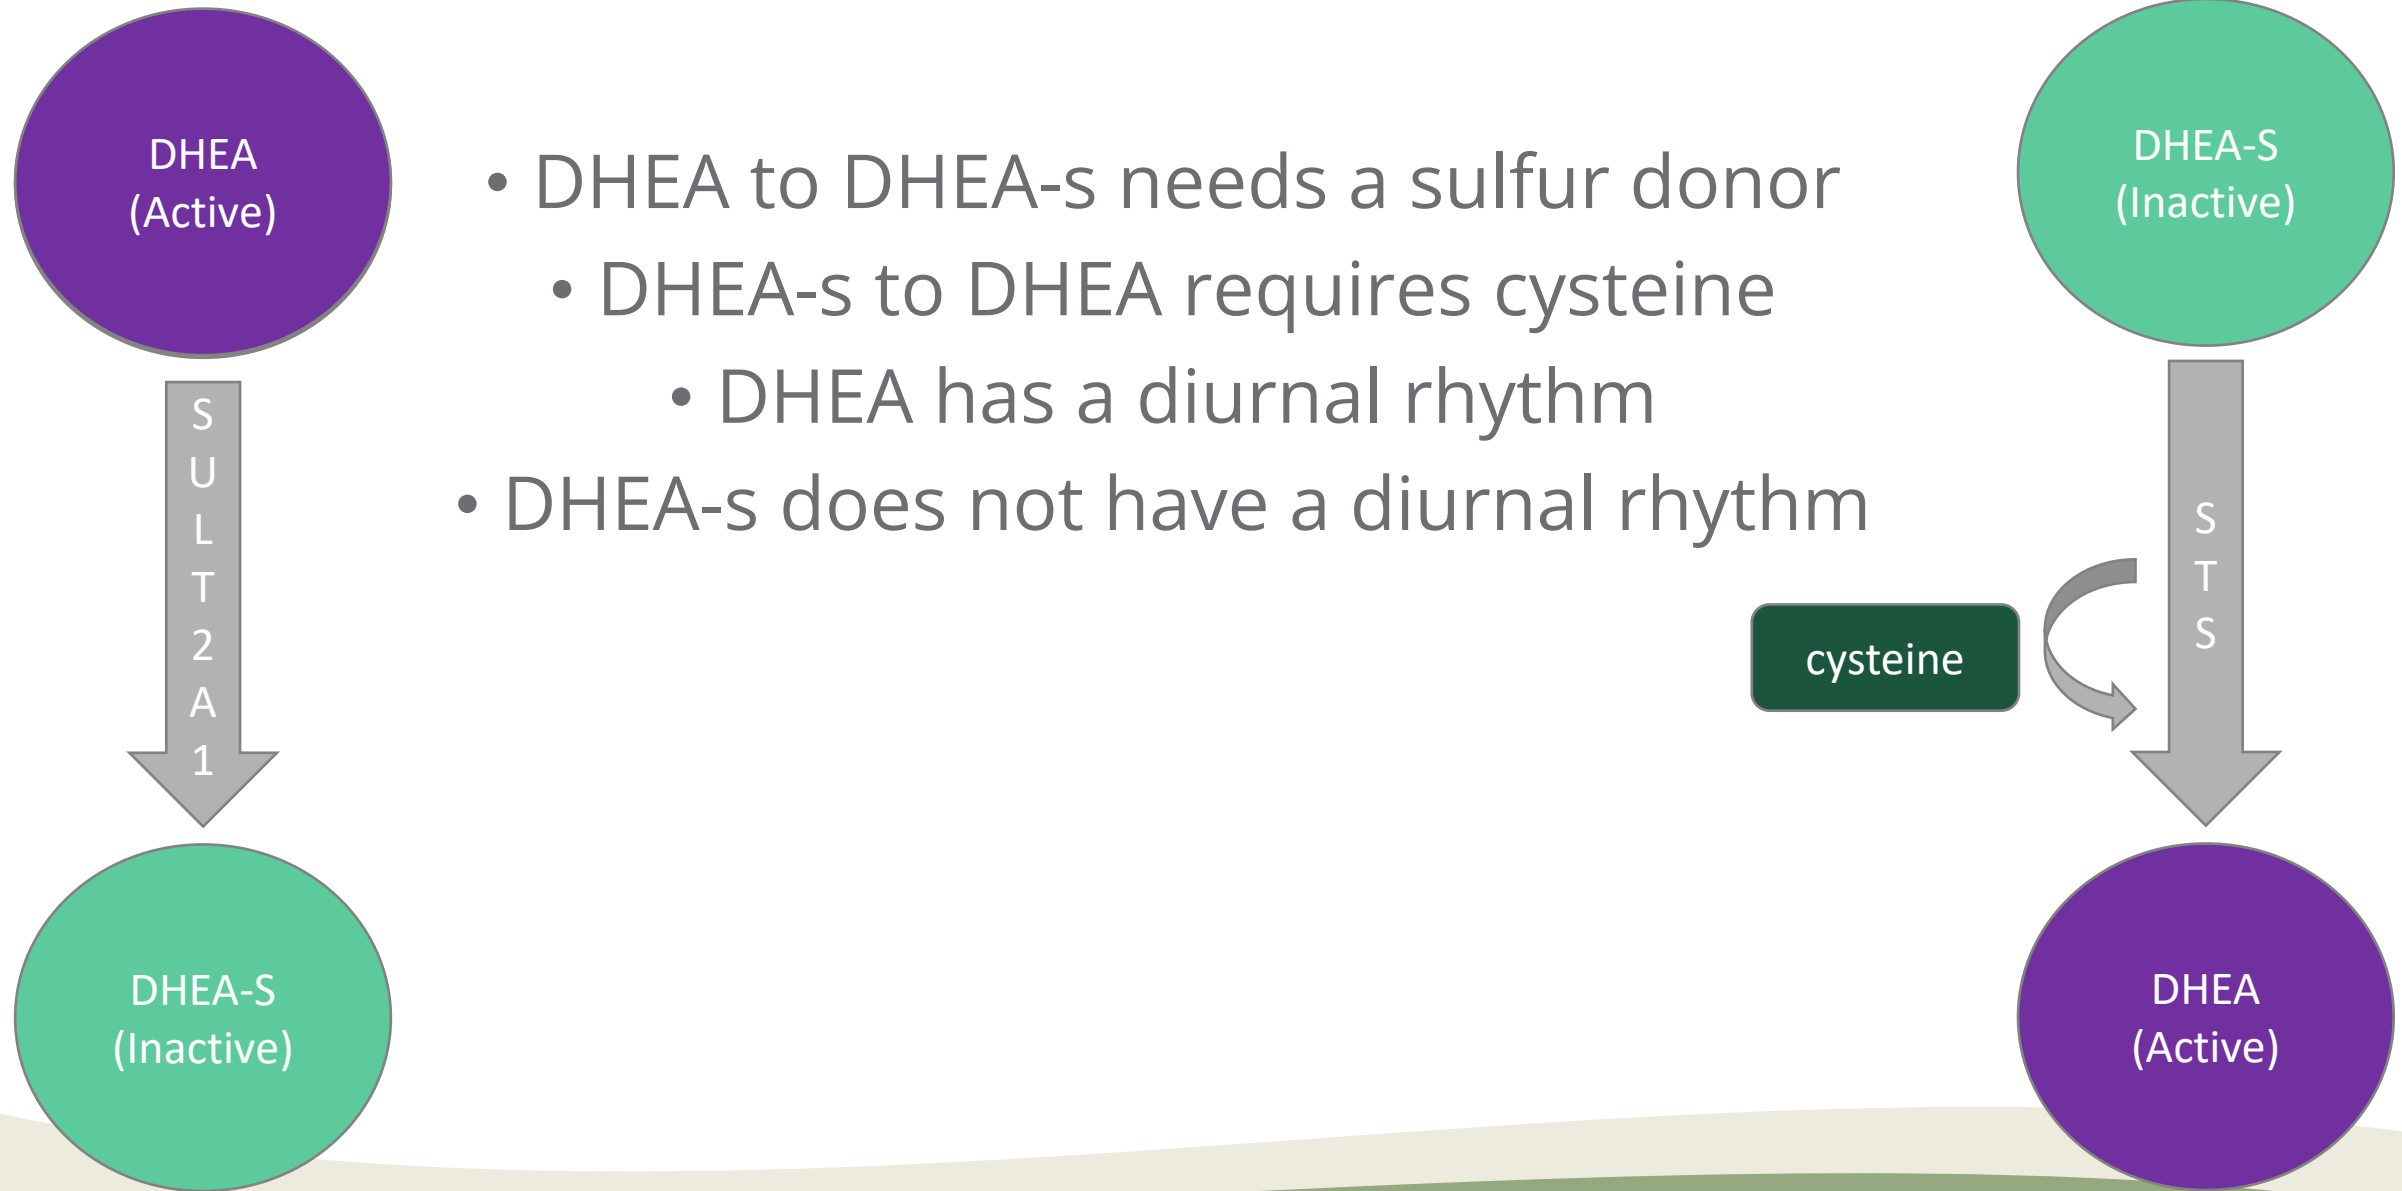 DHEA
(Active)
S
U
L
T
2
A
1
DHEA-S
(Inactive)
• DHEA to DHEA-s needs a sulfur donor
• DHEA-s to DHEA requires cysteine
• DHEA has a diurnal rhythm
• DHEA-s does not have a diurnal rhythm
cysteine
DHEA-S
(Inactive)
S
T
S
DHEA
(Active)